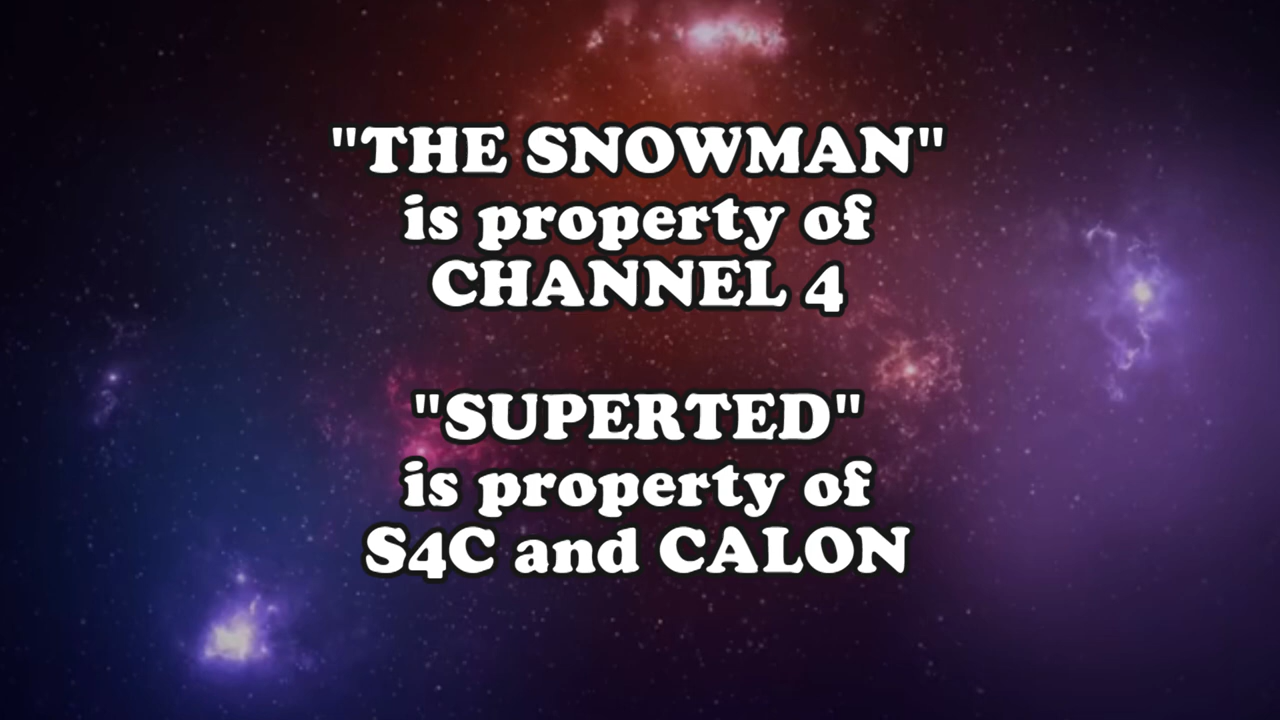 "THE SNOWMAN"
is property of
CHANNEL 4
"SUPERTED"
is property of
S4C and CALON